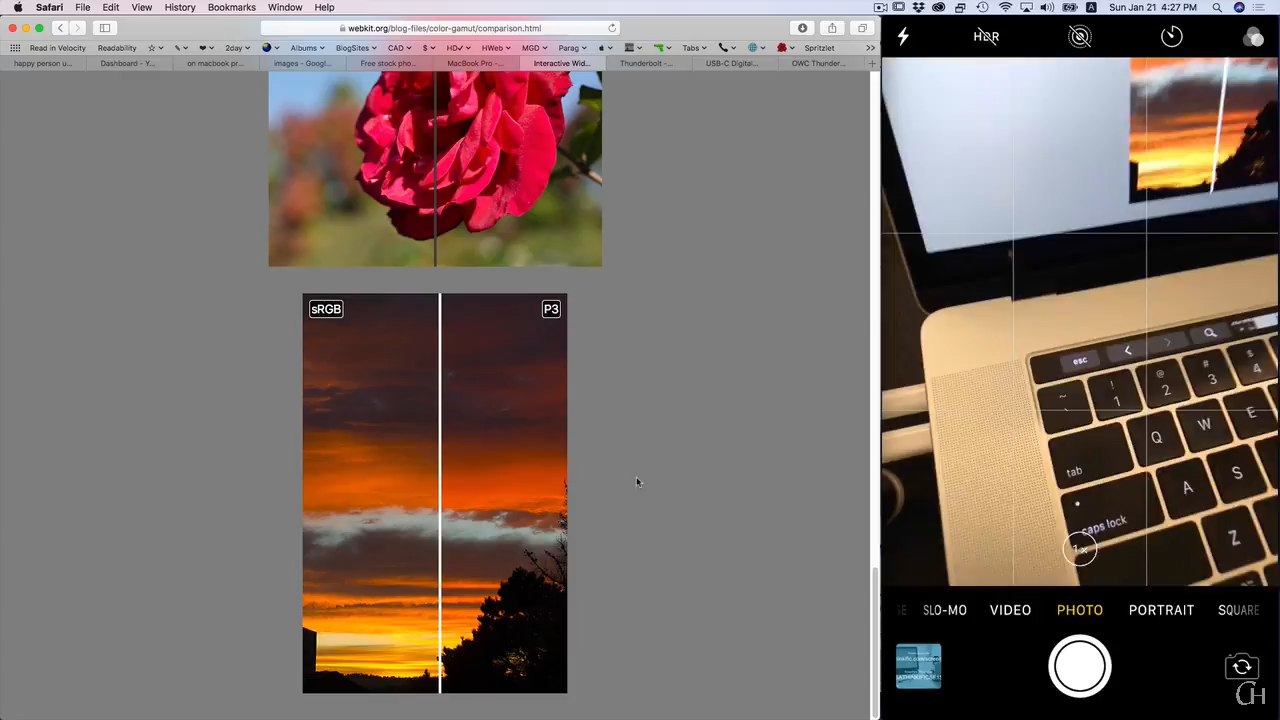 Safari File Edit View History Bookmarks Window Help
Sun Jan 21 4:27 PM
webkit.org/blog-files/color-gamut/comparison.html
Read in Velocity Readability 2day Albums BlogSites CAD $ HD HWeb MGD Parag Tabs Spritzlet
happy person u... Dashboard - Y... on macbook pr... images - Googl... Free stock pho... MacBook Pro -... Interactive Wid... Thunderbolt -... USB-C Digital... OWC Thunder...
sRGB
P3
HDR
esc
~ ! @ # $
` 1 2 3 4
tab Q W E
caps lock A S
Z
1×
SLO-MO VIDEO PHOTO PORTRAIT SQUARE
CH